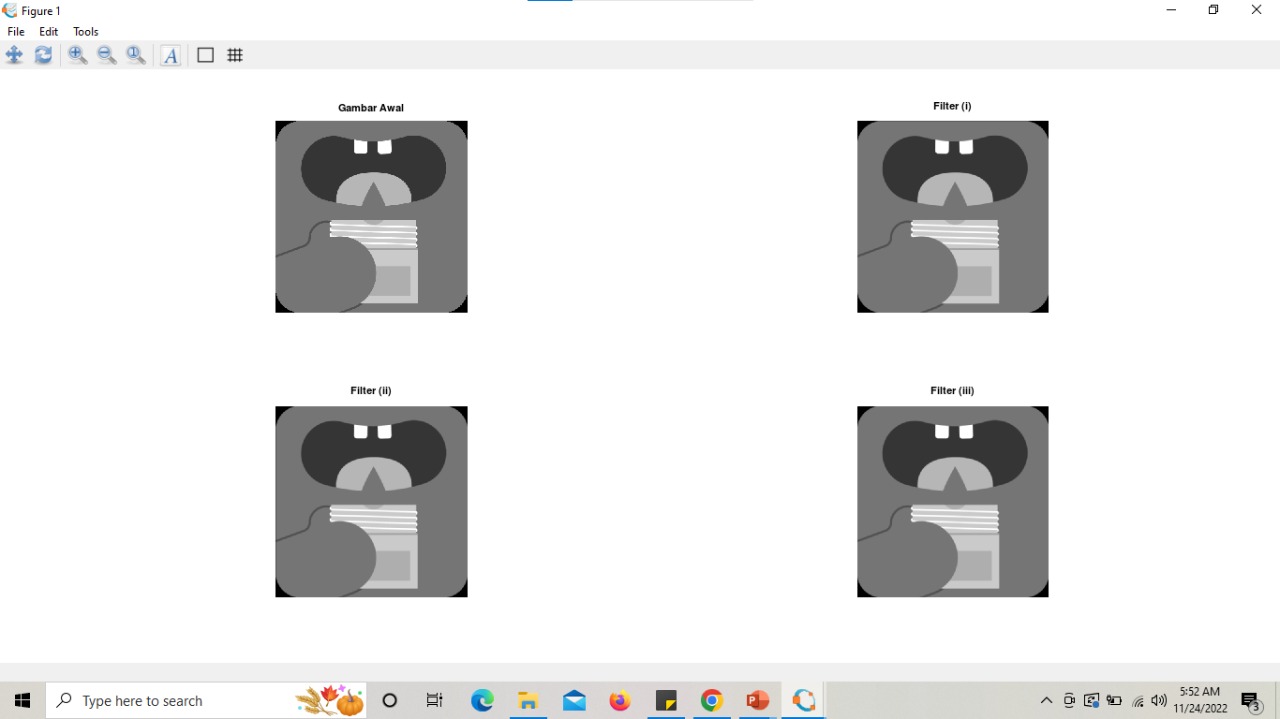 Figure 1
File Edit Tools
A
Gambar Awal
Filter (i)
Filter (ii)
Filter (iii)
Type here to search
5:52 AM
11/24/2022
3